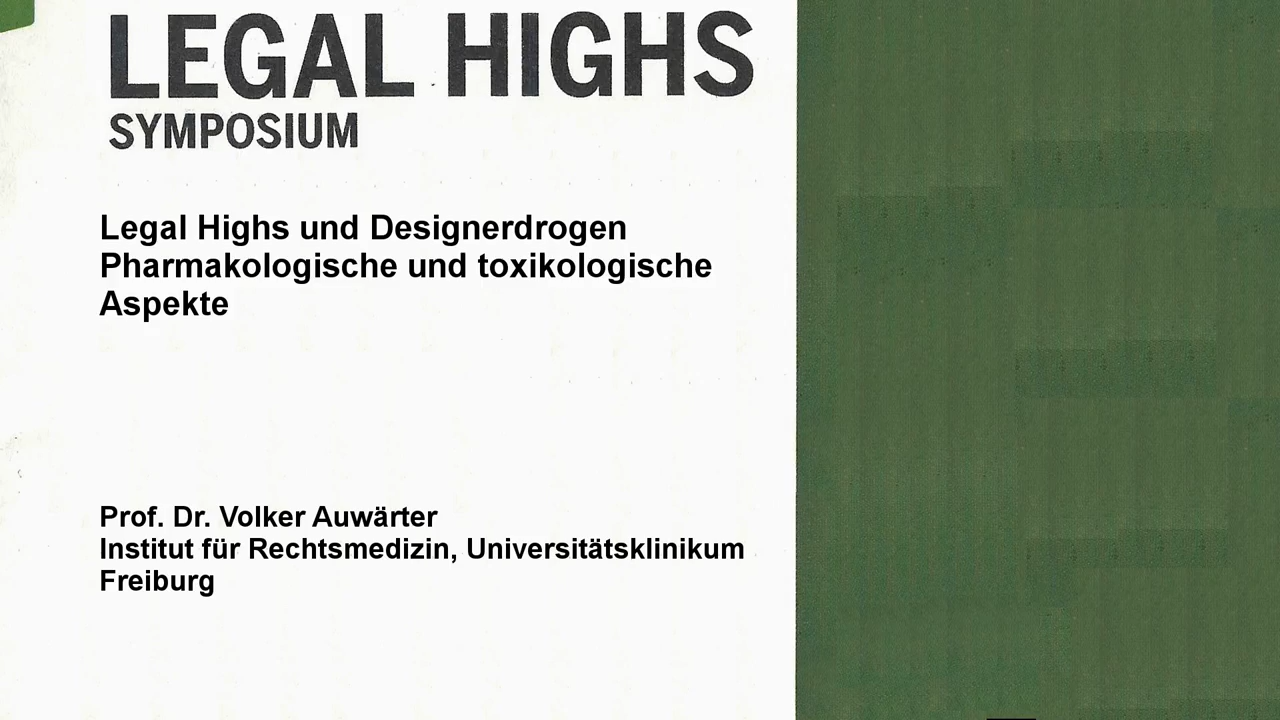 LEGAL HIGHS
SYMPOSIUM
Legal Highs und Designerdrogen
Pharmakologische und toxikologische
Aspekte
Prof. Dr. Volker Auwärter
Institut für Rechtsmedizin, Universitätsklinikum
Freiburg